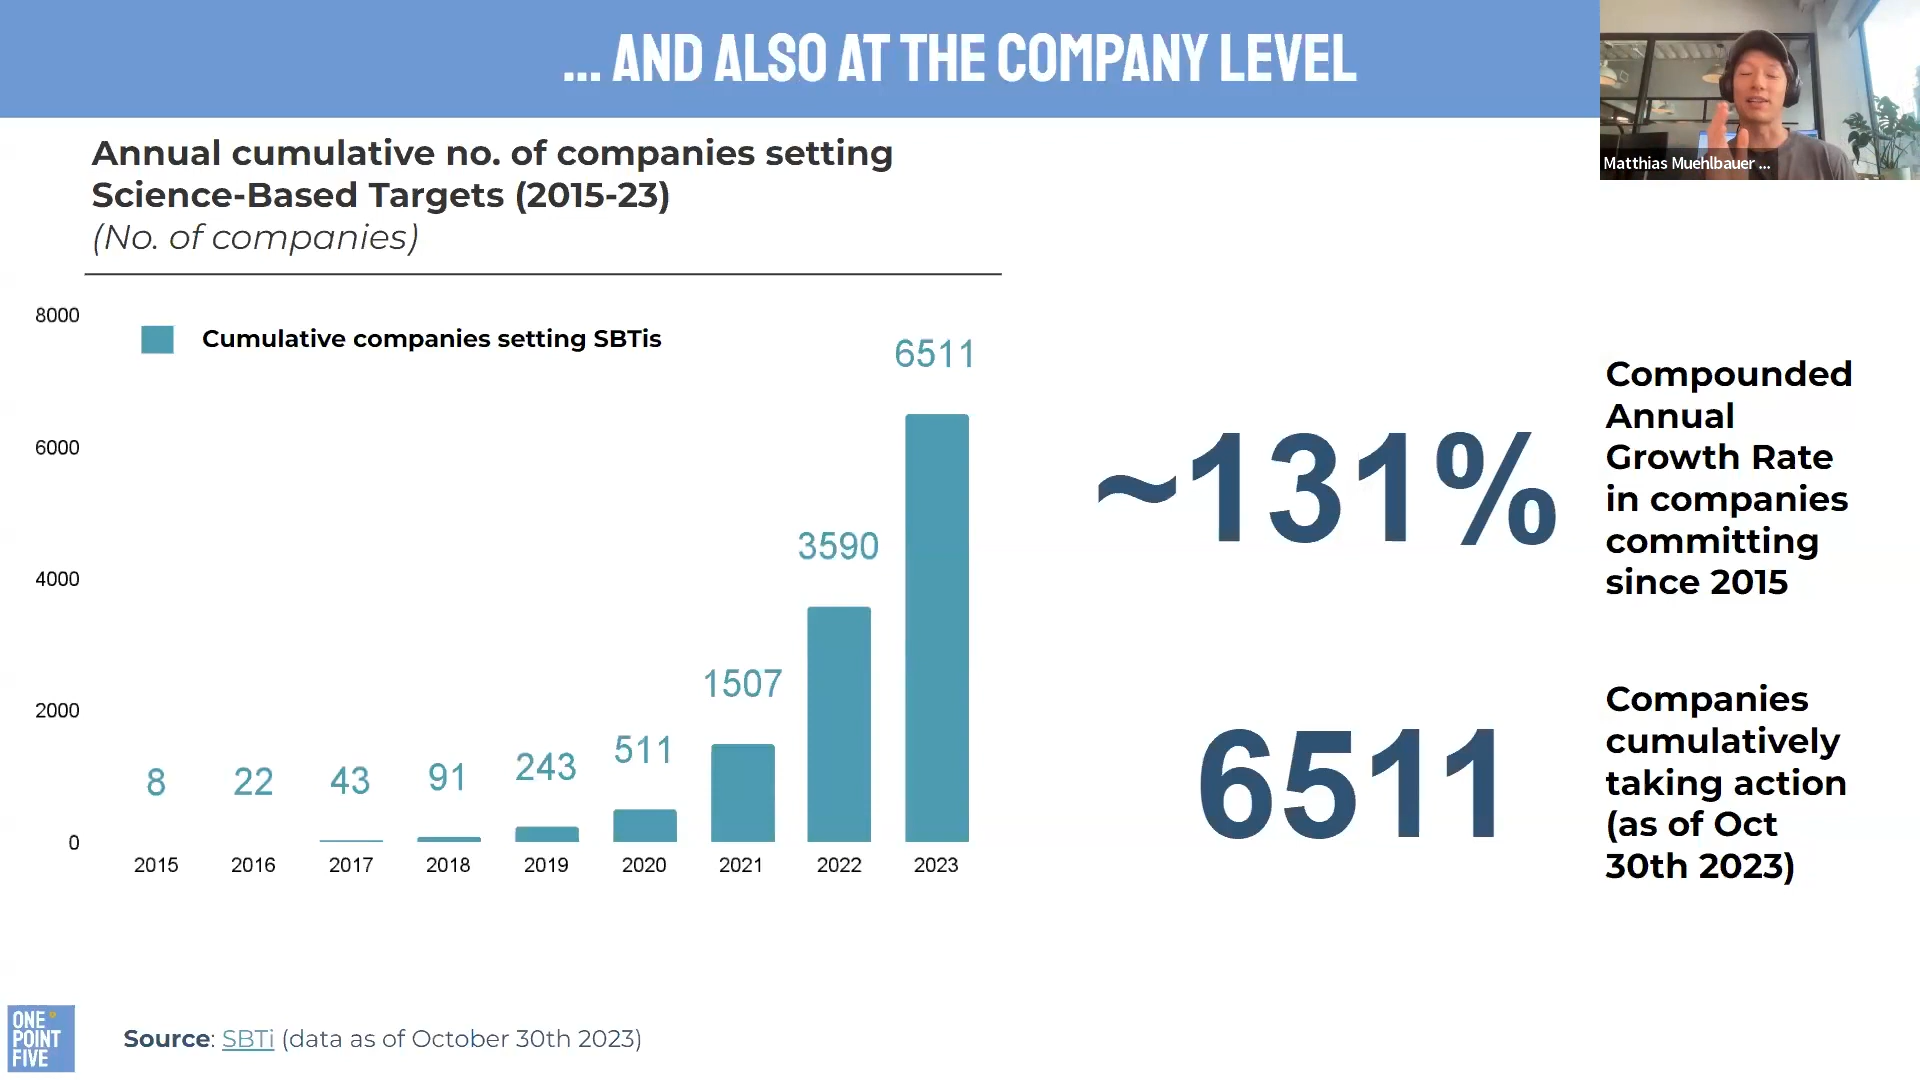 ... AND ALSO AT THE COMPANY LEVEL
Matthias Muehlbauer ...
Annual cumulative no. of companies setting
Science-Based Targets (2015-23)
(No. of companies)
Cumulative companies setting SBTis
8000
6000
4000
2000
0
8
22
43
91
243
511
1507
3590
6511
2015
2016
2017
2018
2019
2020
2021
2022
2023
~131%
Compounded
Annual
Growth Rate
in companies
committing
since 2015
6511
Companies
cumulatively
taking action
(as of Oct
30th 2023)
ONE
POINT
FIVE
Source: SBTi (data as of October 30th 2023)